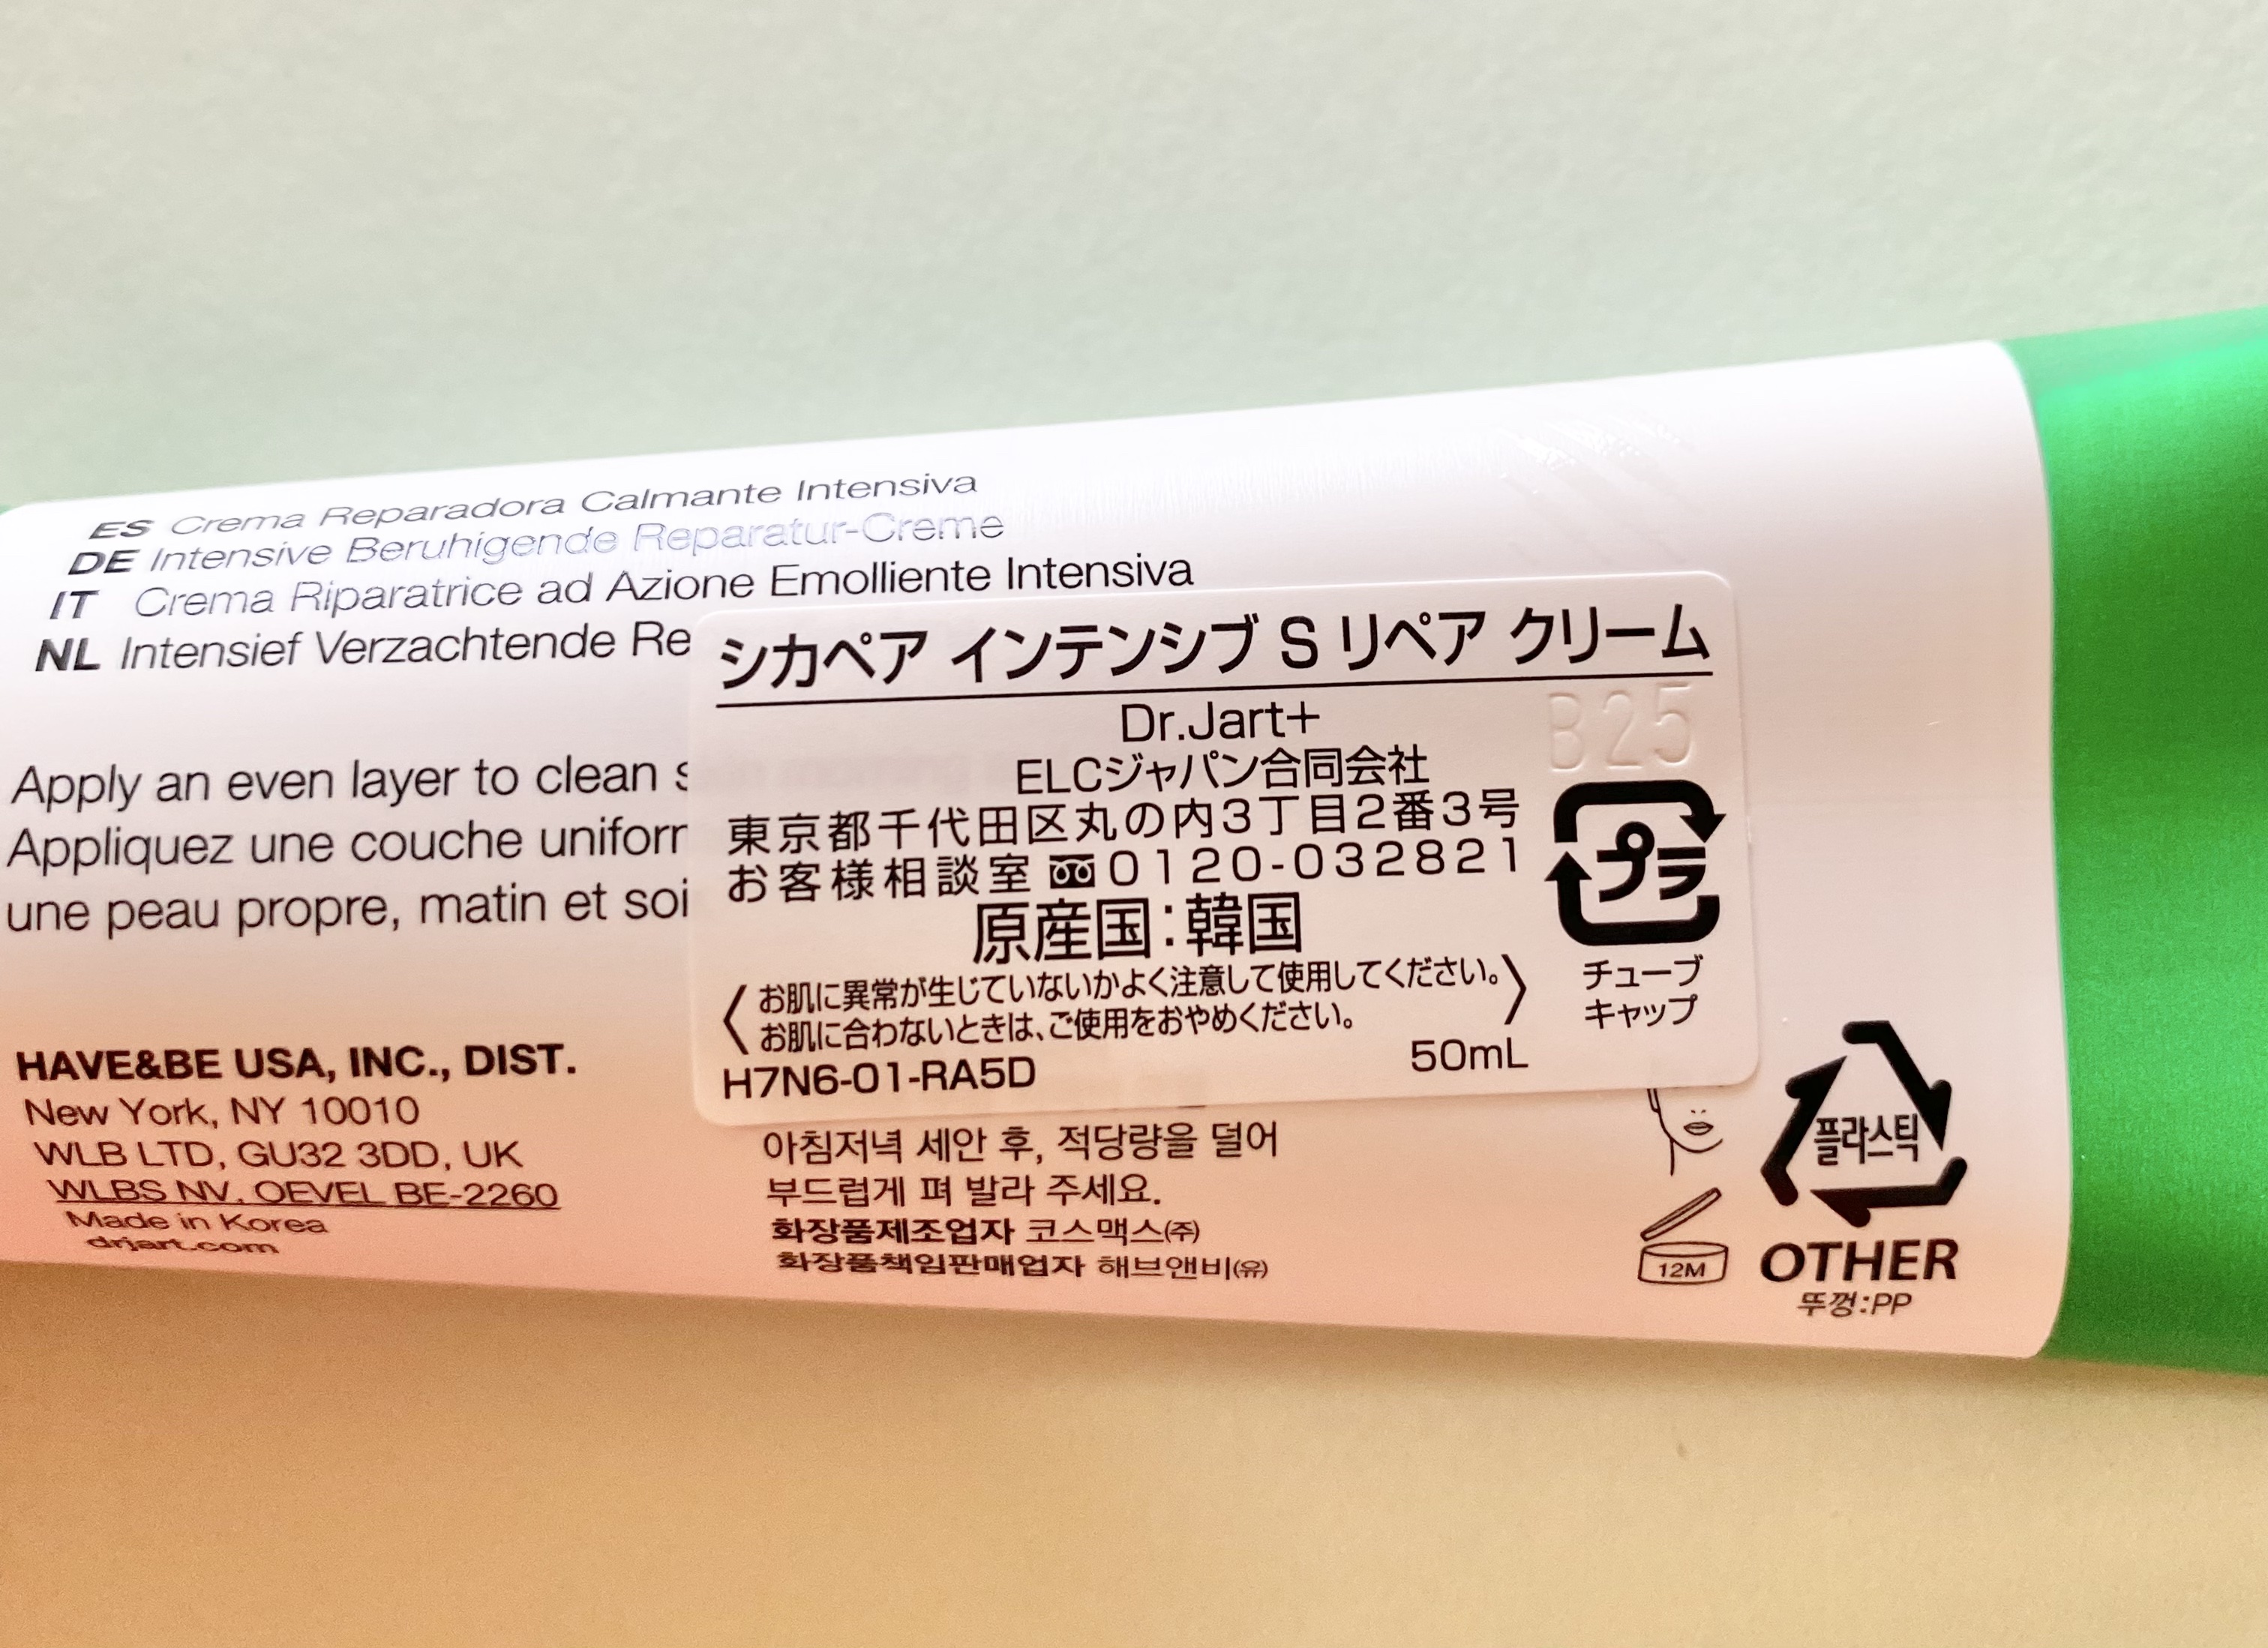 ES Crema Reparadora Calmante Intensiva
DE Intensive Beruhigende Reparatur-Creme
IT Crema Riparatrice ad Azione Emolliente Intensiva
NL Intensief Verzachtende Re
Apply an even layer to clean s
Appliquez une couche uniform
une peau propre, matin et soi
HAVE&BE USA, INC., DIST.
New York, NY 10010
WLB LTD, GU32 3DD, UK
WLBS NV, OEVEL BE-2260
Made in Korea
drjart.com
シカペア インテンシブ S リペア クリーム
Dr.Jart+
B25
ELCジャパン合同会社
東京都千代田区丸の内3丁目2番3号
お客様相談室 0120-032821
原産国:韓国
〈お肌に異常が生じていないかよく注意して使用してください。
お肌に合わないときは、ご使用をおやめください。〉
H7N6-01-RA5D
50mL
プラ
チューブ
キャップ
아침저녁 세안 후, 적당량을 덜어
부드럽게 펴 발라 주세요.
화장품제조업자 코스맥스㈜
화장품책임판매업자 해브앤비(유)
12M
플라스틱
OTHER
뚜껑:PP